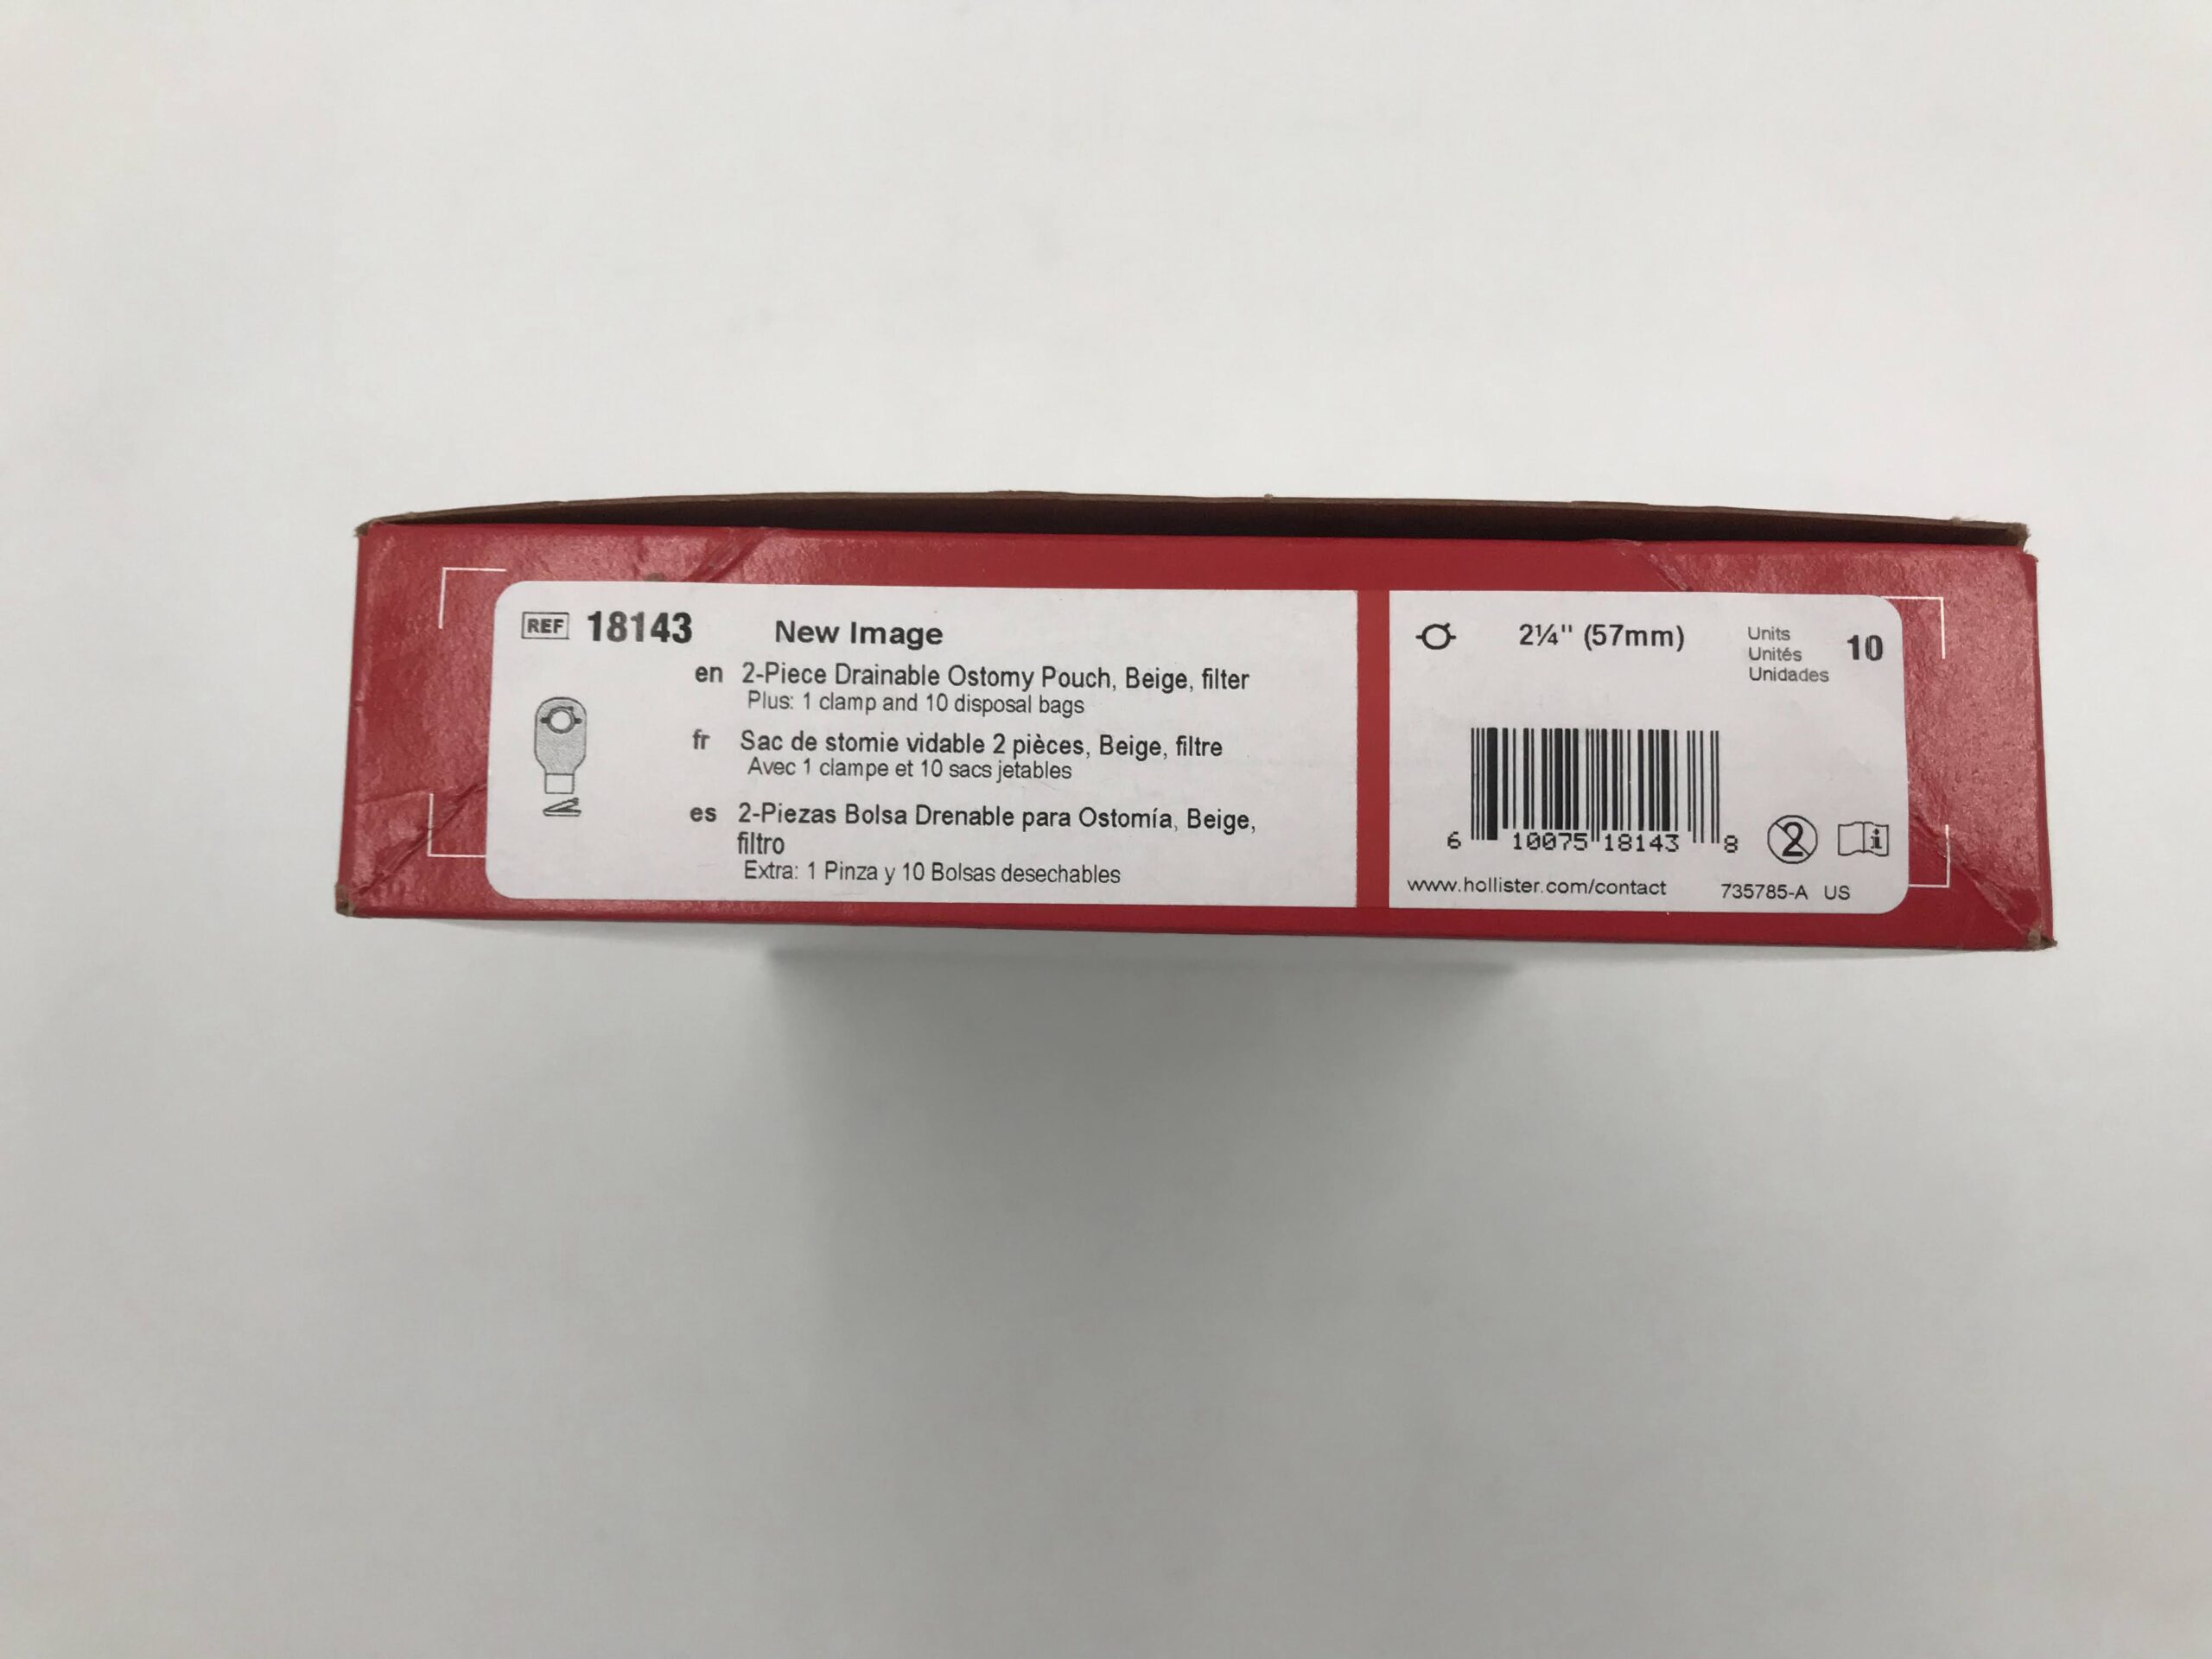 REF 18143 New Image
en 2-Piece Drainable Ostomy Pouch, Beige, filter
Plus: 1 clamp and 10 disposal bags
fr Sac de stomie vidable 2 pièces, Beige, filtre
Avec 1 clampe et 10 sacs jetables
es 2-Piezas Bolsa Drenable para Ostomía, Beige,
filtro
Extra: 1 Pinza y 10 Bolsas desechables
2¼" (57mm)
Units
Unités
Unidades
10
6 10075 18143 8
2
i
www.hollister.com/contact 735785-A US